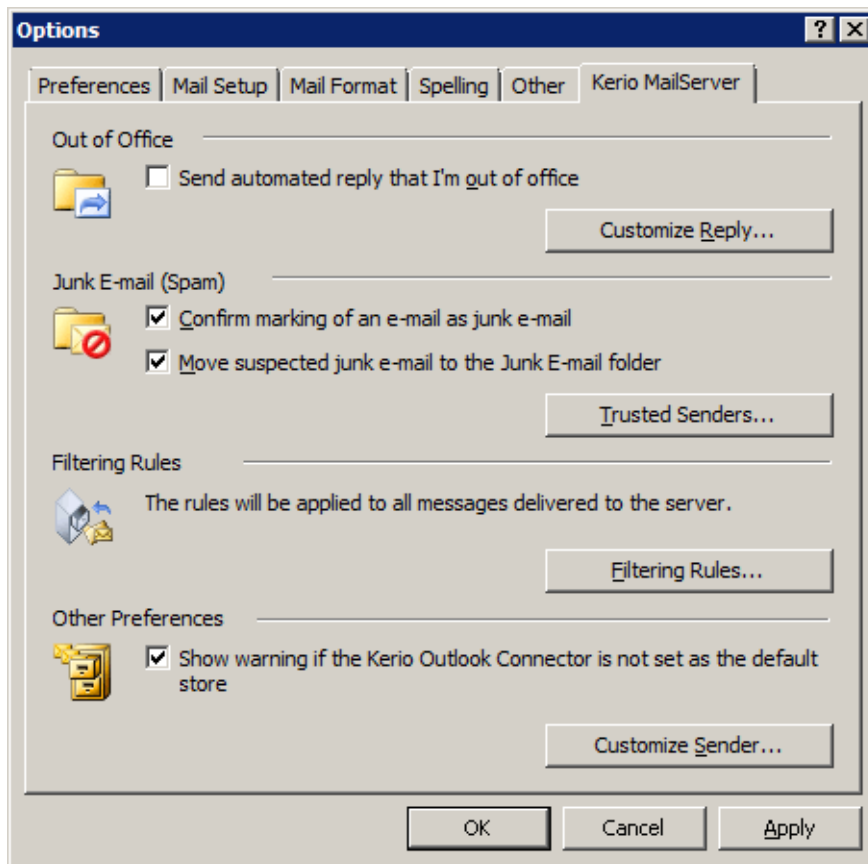 Options
Preferences Mail Setup Mail Format Spelling Other Kerio MailServer
Out of Office
Send automated reply that I'm out of office
Customize Reply...
Junk E-mail (Spam)
Confirm marking of an e-mail as junk e-mail
Move suspected junk e-mail to the Junk E-mail folder
Trusted Senders...
Filtering Rules
The rules will be applied to all messages delivered to the server.
Filtering Rules...
Other Preferences
Show warning if the Kerio Outlook Connector is not set as the default
store
Customize Sender...
OK Cancel Apply